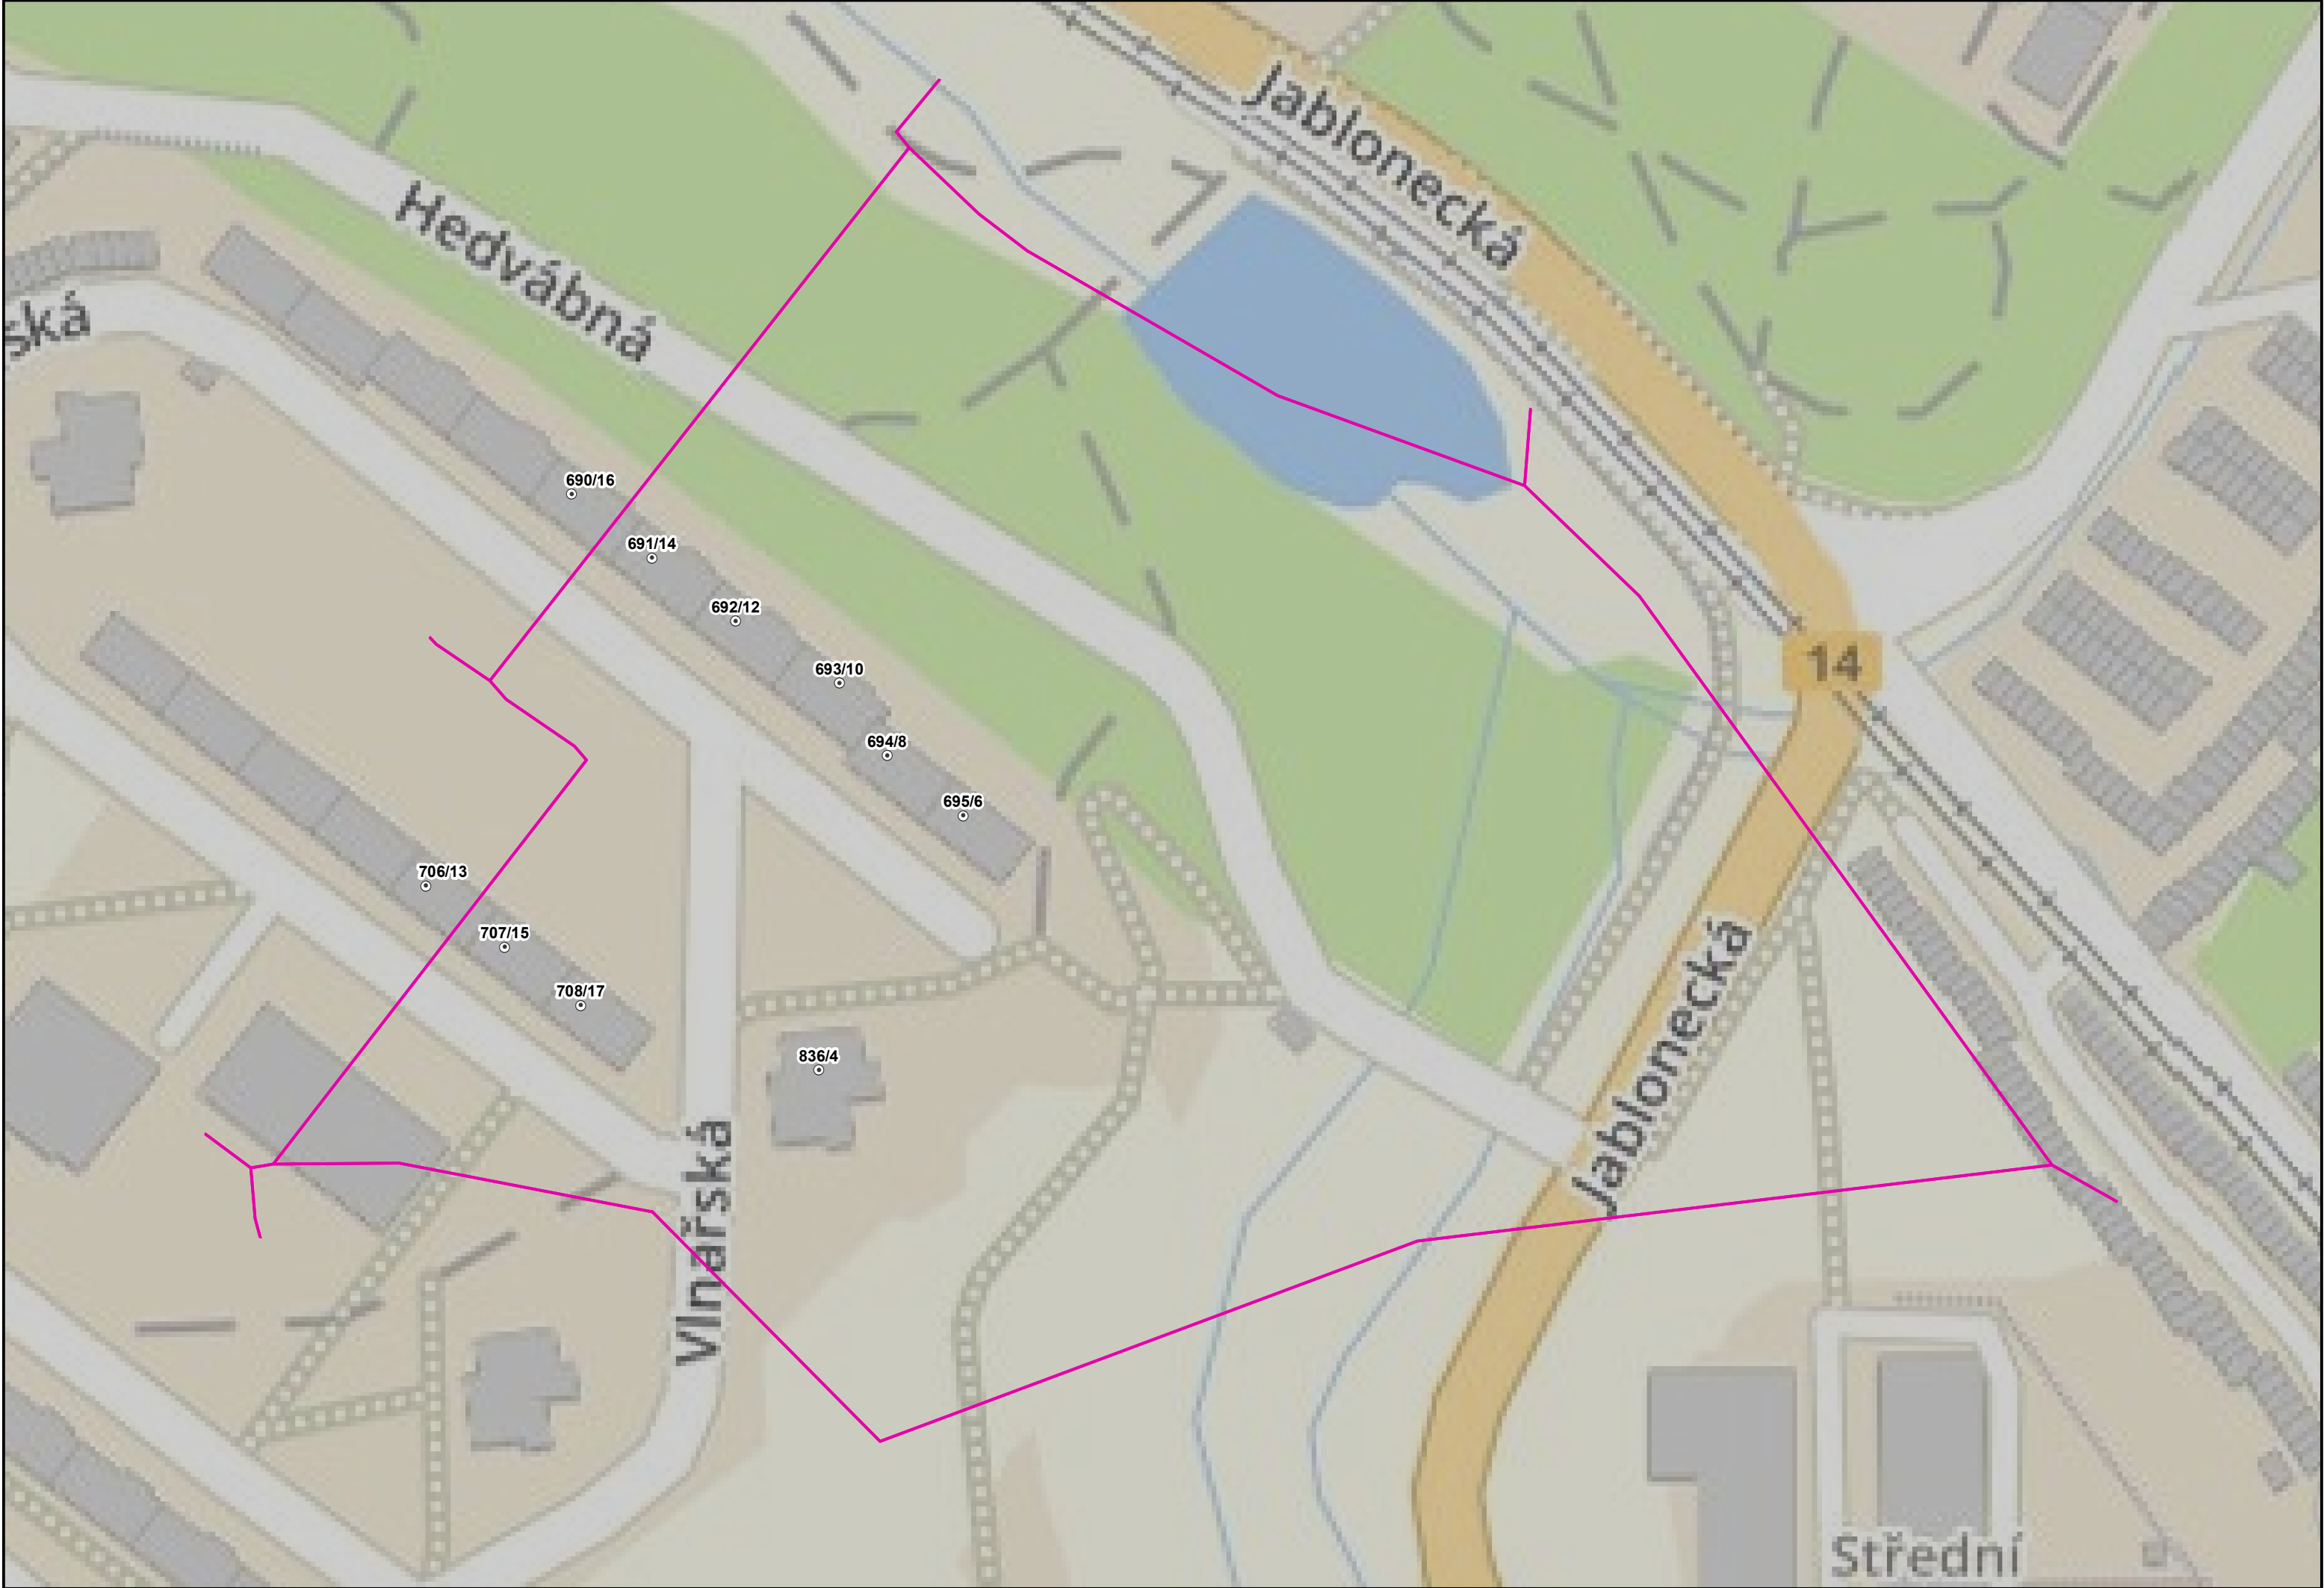 Jablonecká
Hedvábná
ská
690/16
691/14
692/12
693/10
14
694/8
695/6
706/13
707/15
708/17
836/4
Jablonecká
Vlnařská
Střední